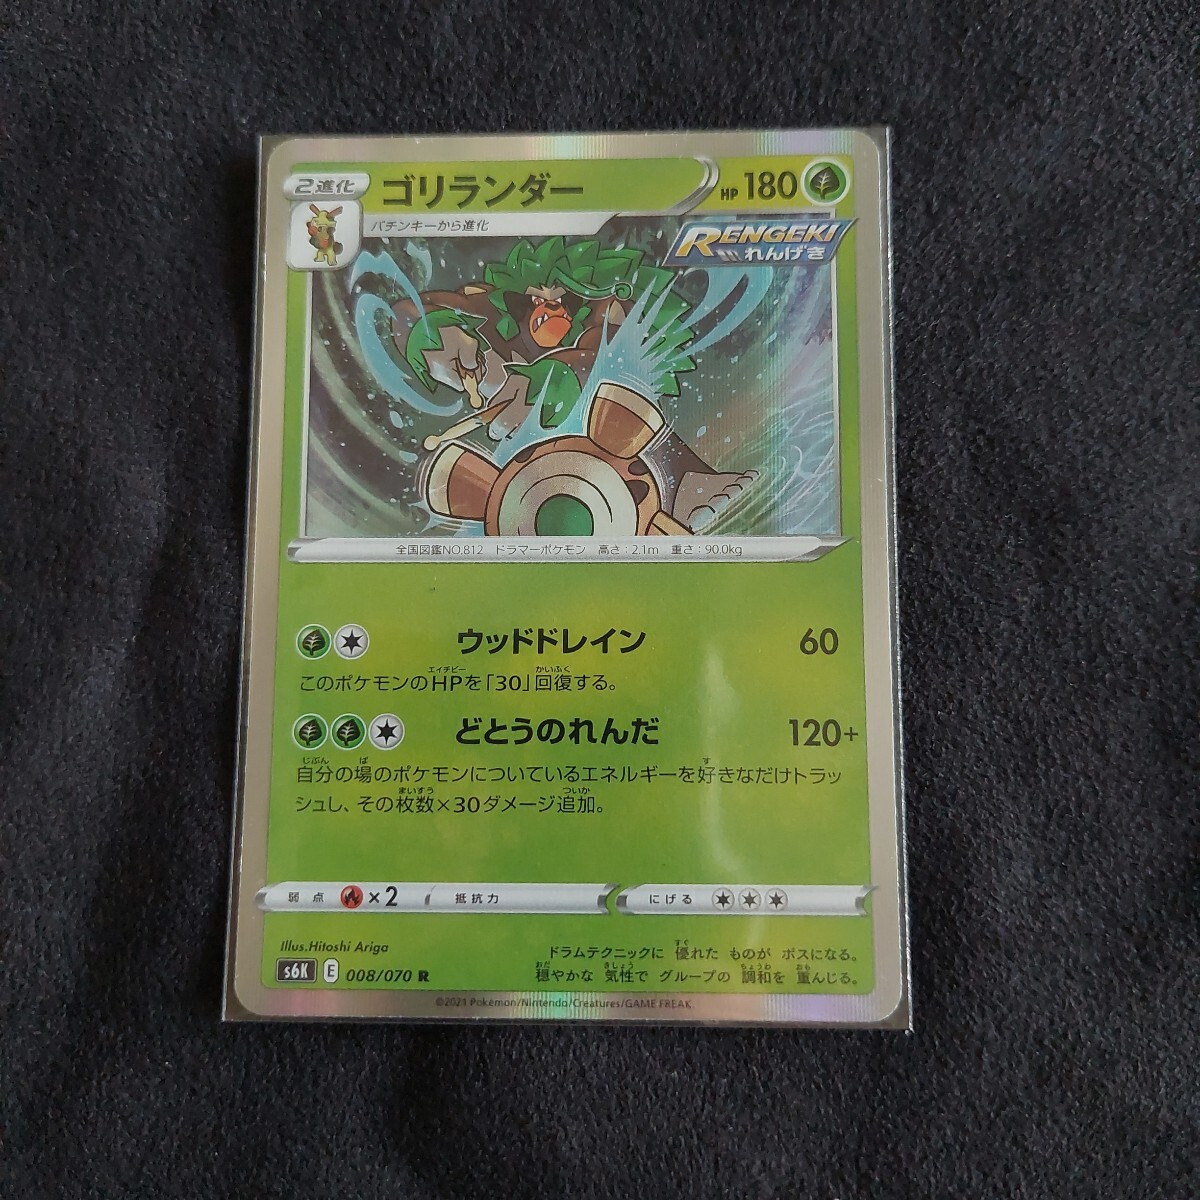 2進化
ゴリランダー
HP 180
バチンキーから進化
RENGEKI
れんげき
全国図鑑NO.812 ドラマーポケモン 高さ:2.1m 重さ:90.0kg
ウッドドレイン 60
このポケモンのHPを「30」回復する。
どとうのれんだ 120+
自分の場のポケモンについているエネルギーを好きなだけトラッ
シュし、その枚数×30ダメージ追加。
弱点 ×2 抵抗力 にげる
Illus.Hitoshi Ariga
s6K E 008/070 R
ドラムテクニックに 優れた ものが ボスになる。
穏やかな 気性で グループの 調和を 重んじる。
©2021 Pokémon/Nintendo/Creatures/GAME FREAK.